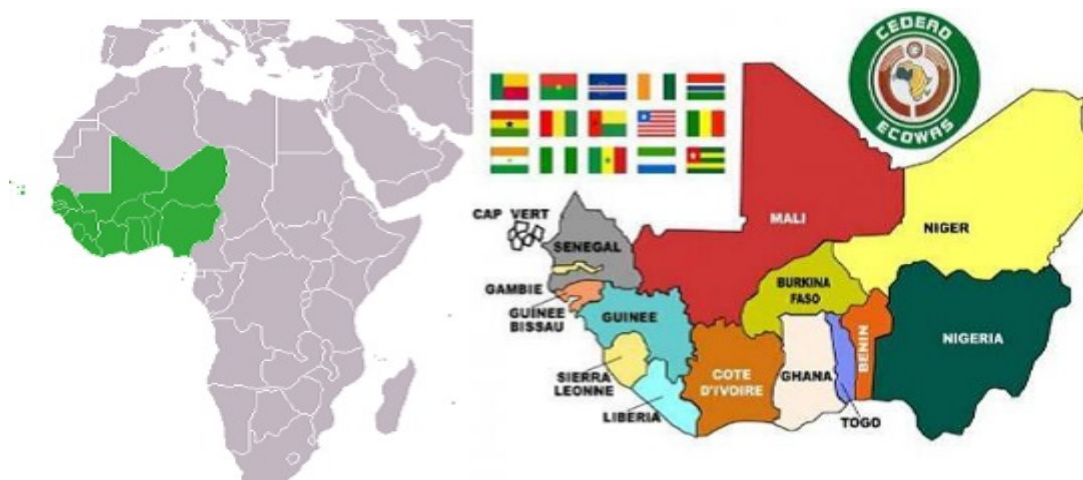 CEDEAO
ECOWAS
MALI
NIGER
CAP VERT
SENEGAL
GAMBIE
GUINEE
BISSAU
GUINEE
BURKINA
FASO
NIGERIA
BENIN
SIERRA
LEONNE
COTE
D'IVOIRE
GHANA
LIBERIA
TOGO